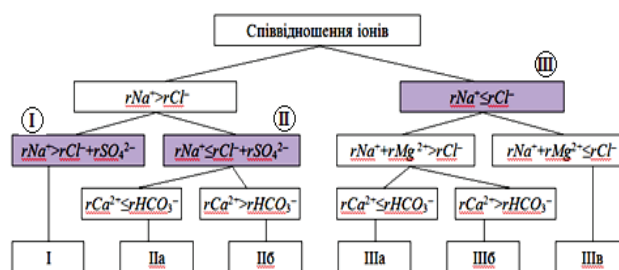 Співвідношення іонів
III
rNa⁺>rCl⁻
rNa⁺≤rCl⁻
I
II
rNa⁺>rCl⁻+rSO₄²⁻
rNa⁺≤rCl⁻+rSO₄²⁻
rNa⁺+rMg²⁺>rCl⁻
rNa⁺+rMg²⁺≤rCl⁻
rCa²⁺≤rHCO₃⁻
rCa²⁺>rHCO₃⁻
rCa²⁺≤rHCO₃⁻
rCa²⁺>rHCO₃⁻
I
IIа
IIб
IIIа
IIIб
IIIв